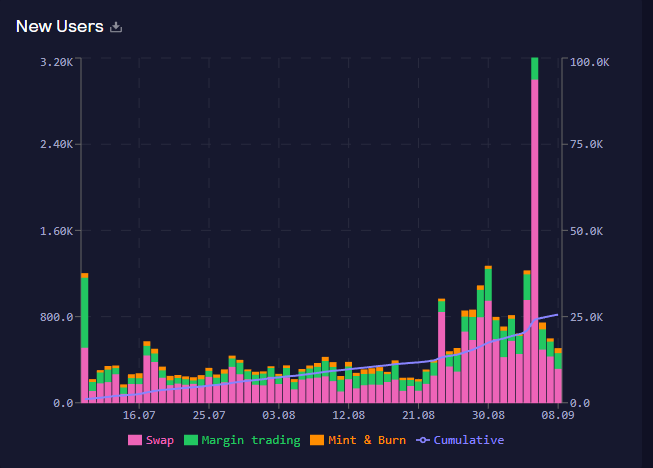 New Users
3.20K
100.0K
2.40K
75.0K
1.60K
50.0K
800.0
25.0K
0.0
0.0
16.07 25.07 03.08 12.08 21.08 30.08 08.09
Swap Margin trading Mint & Burn Cumulative